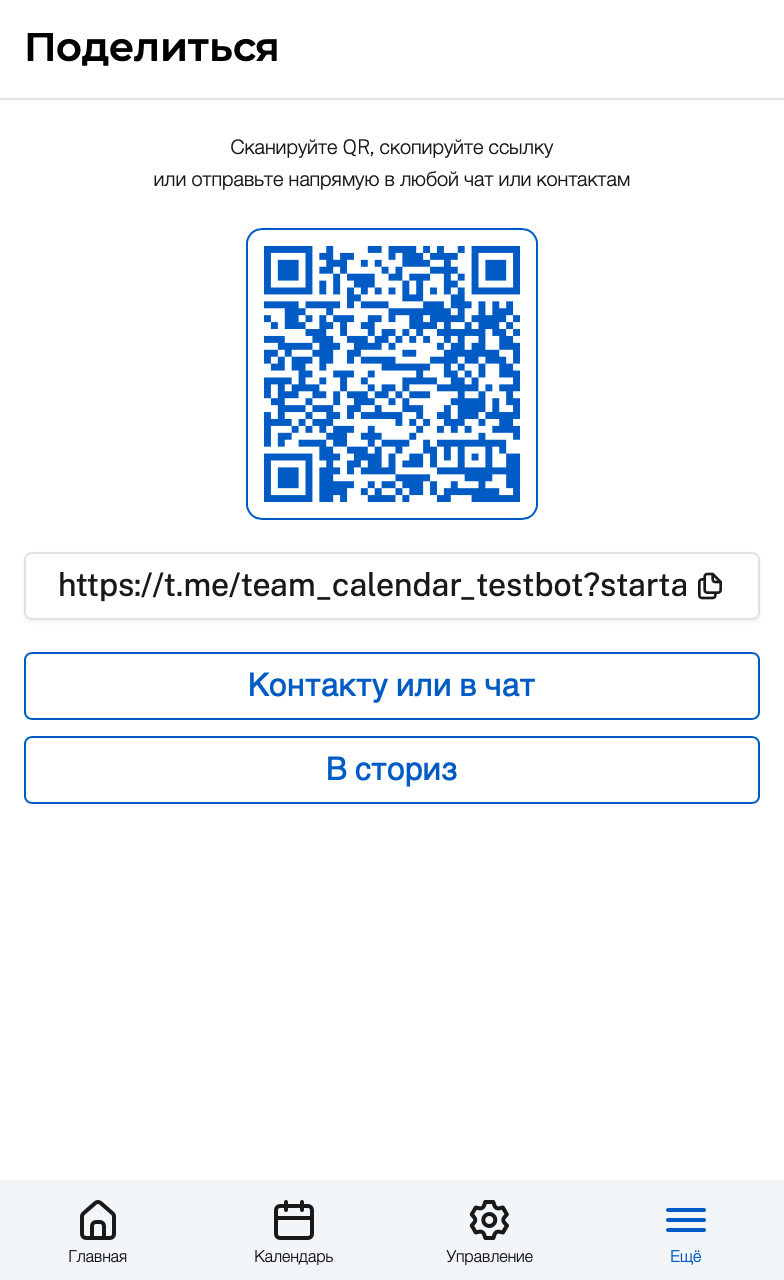 Поделиться
Сканируйте QR, скопируйте ссылку
или отправьте напрямую в любой чат или контактам
https://t.me/team_calendar_testbot?starta
Контакту или в чат
В сториз
Главная
Календарь
Управление
Ещё